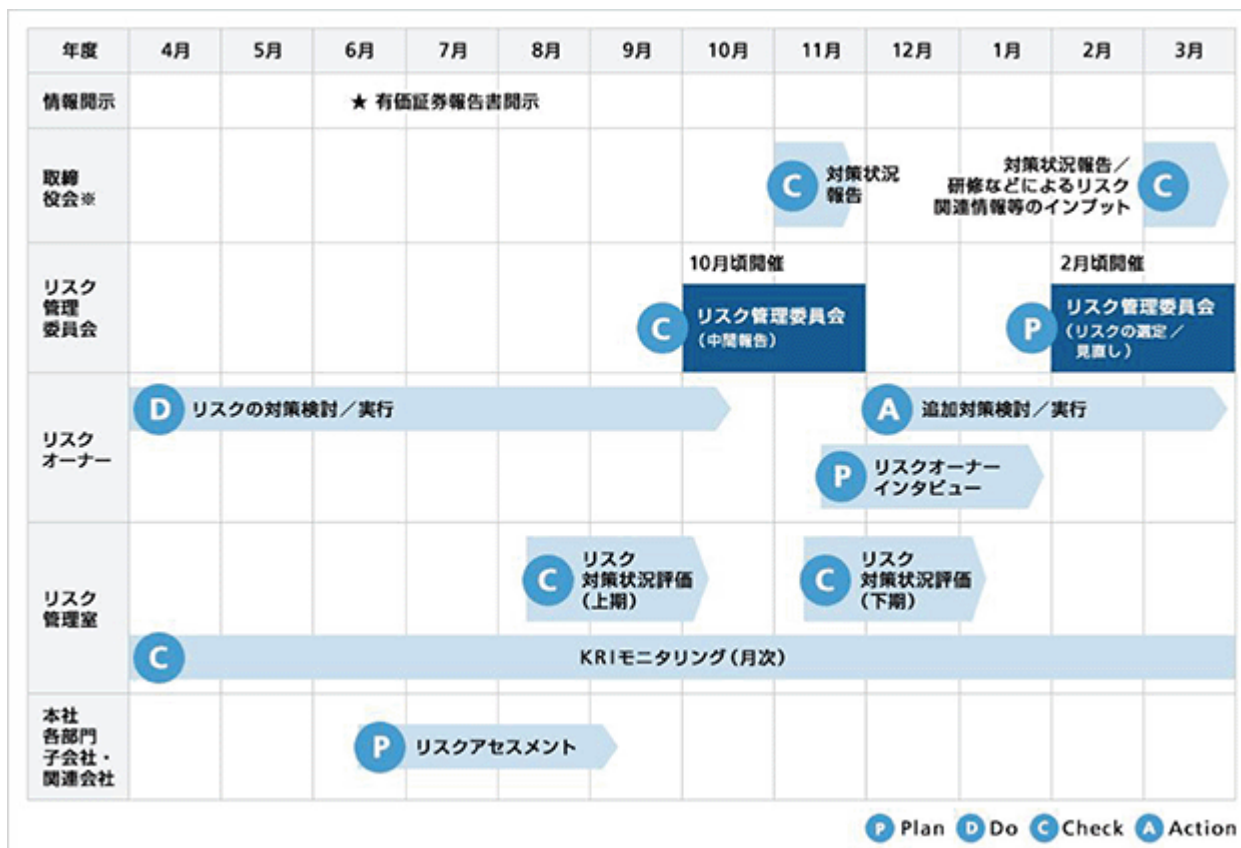 年度
4月
5月
6月
7月
8月
9月
10月
11月
12月
1月
2月
3月
情報開示
★ 有価証券報告書開示
取締
役会※
C
対策状況
報告
対策状況報告／
研修などによるリスク
関連情報等のインプット
C
リスク
管理
委員会
10月頃開催
C
リスク管理委員会
（中間報告）
2月頃開催
P
リスク管理委員会
（リスクの選定／
見直し）
リスク
オーナー
D
リスクの対策検討／実行
A
追加対策検討／実行
P
リスクオーナー
インタビュー
リスク
管理室
C
リスク
対策状況評価
（上期）
C
リスク
対策状況評価
（下期）
C
KRIモニタリング（月次）
本社
各部門
子会社・
関連会社
P
リスクアセスメント
P Plan D Do C Check A Action